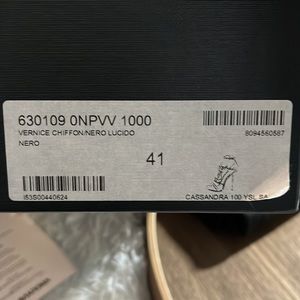 630109 0NPVV 1000
VERNICE CHIFFON/NERO LUCIDO
NERO
8094560587
41
I53S00440624
CASSANDRA 100 YSL SA